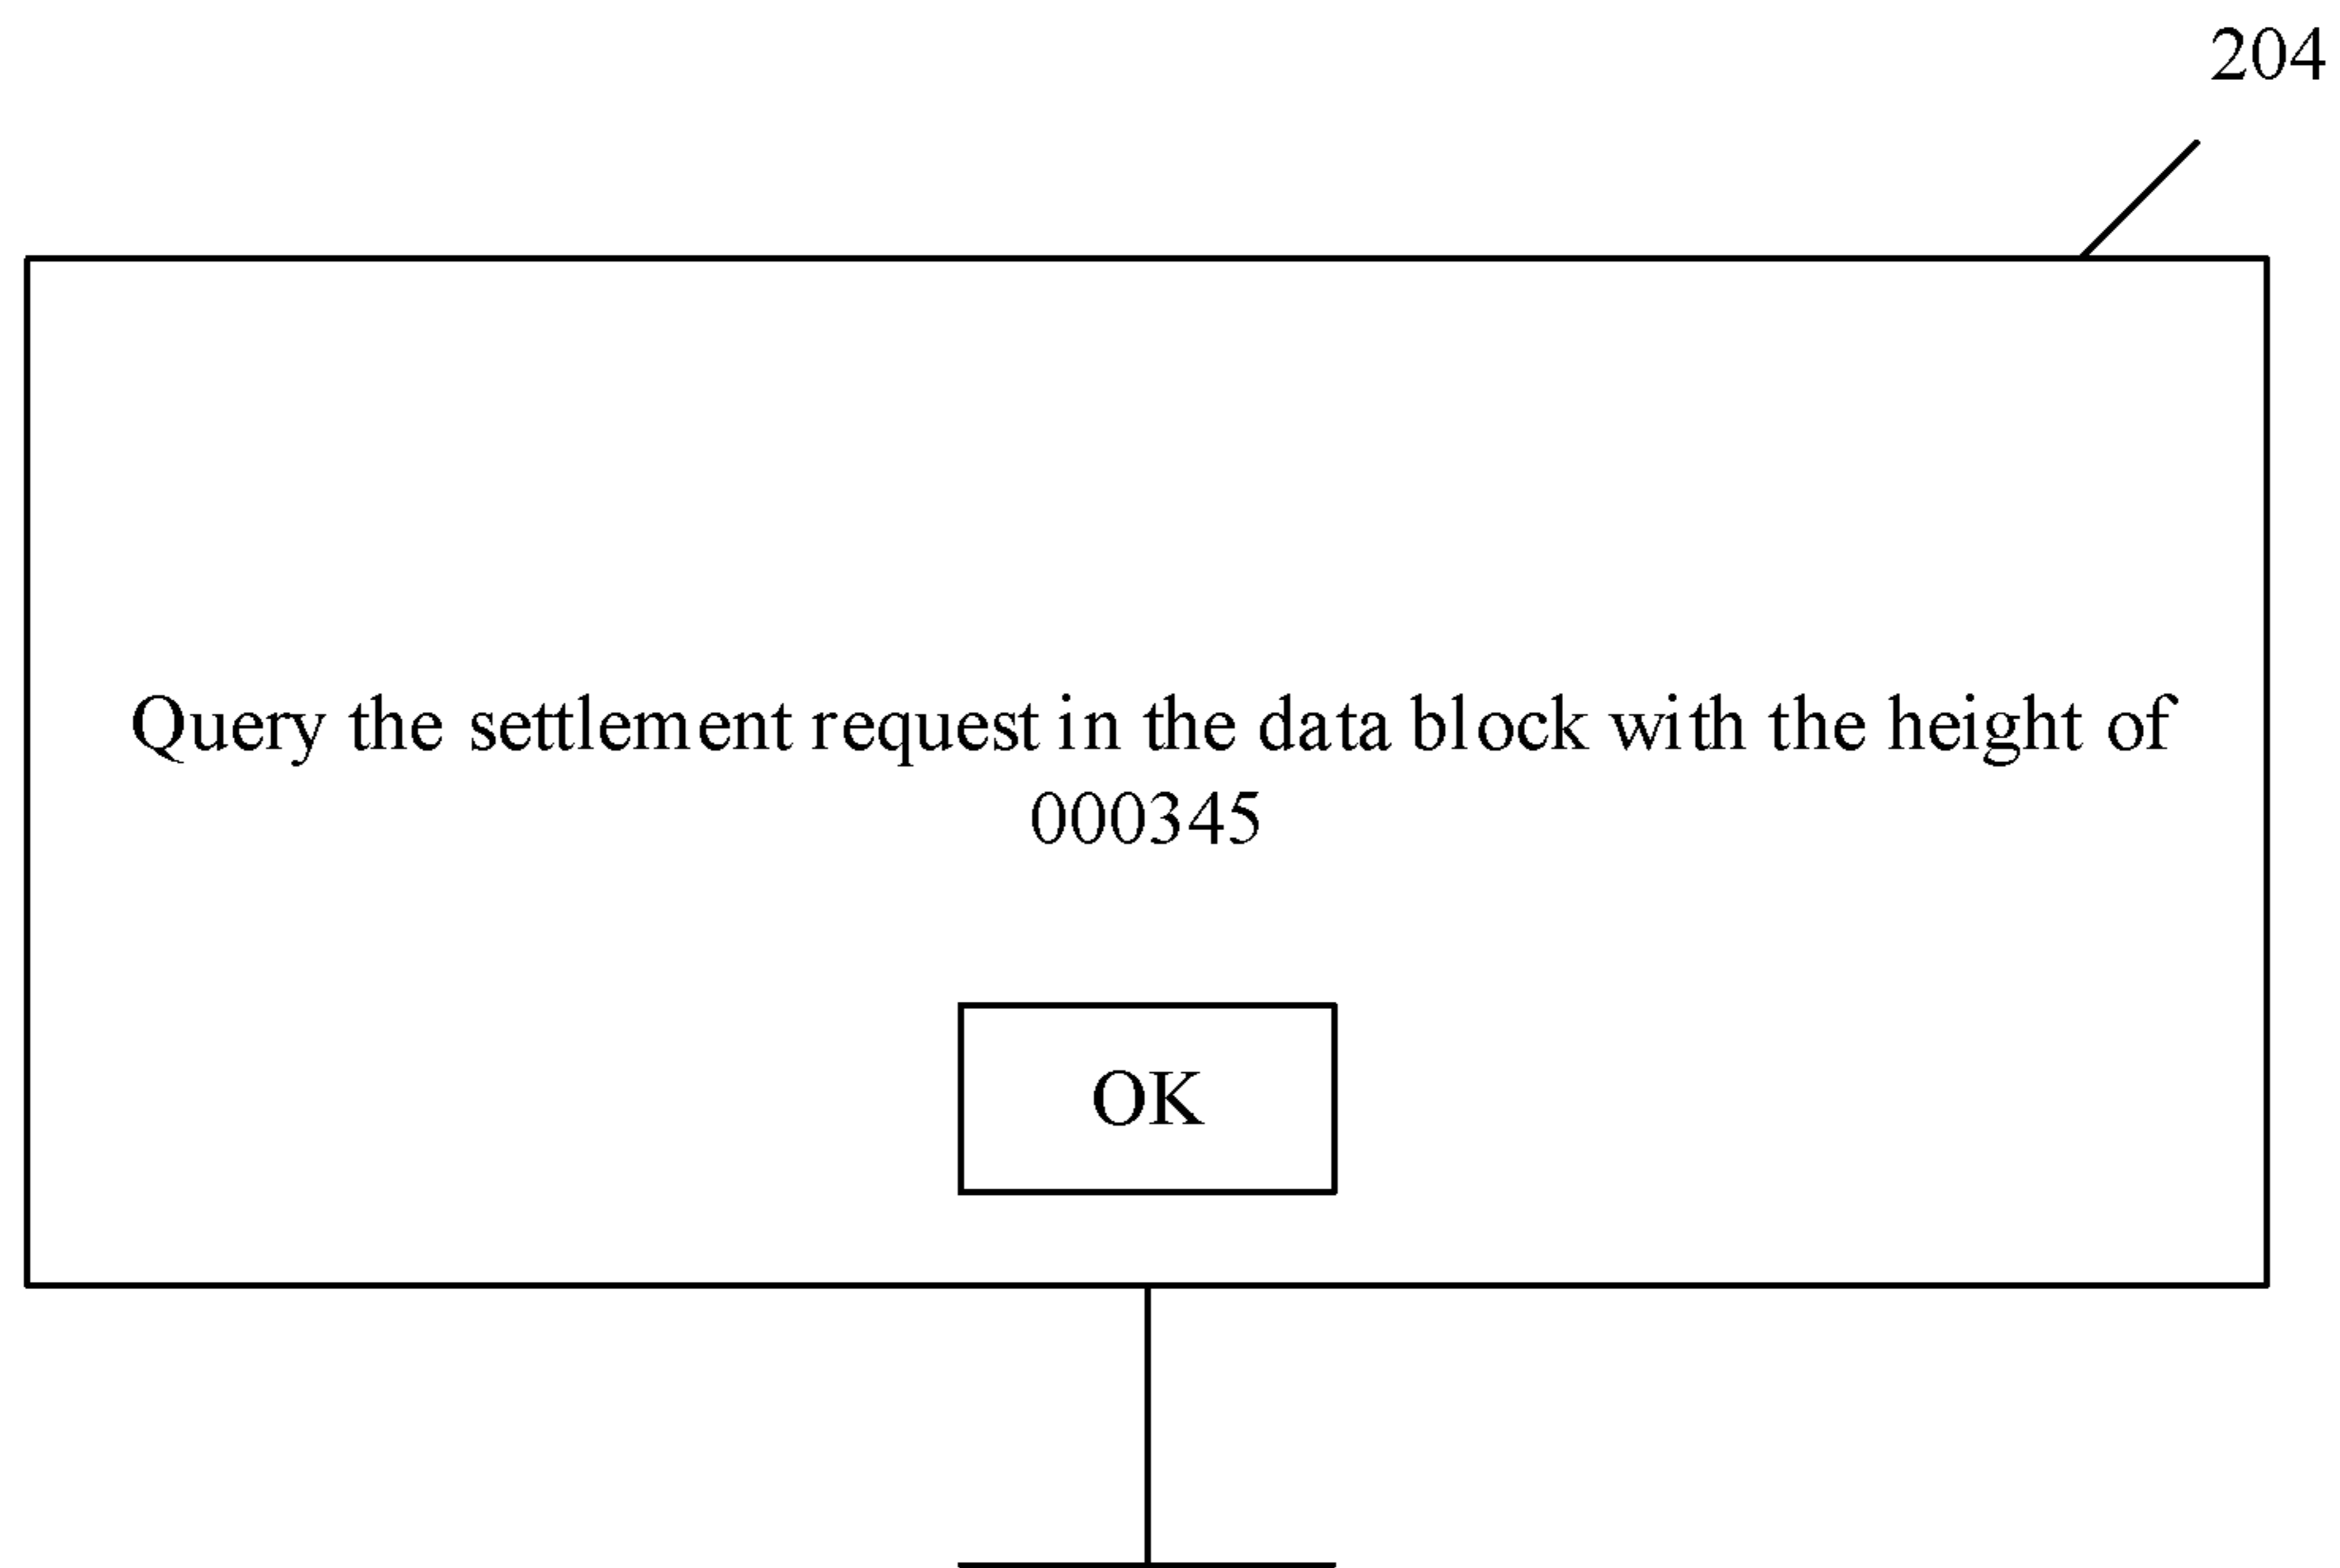 204
Query the settlement request in the data block with the height of
000345
OK